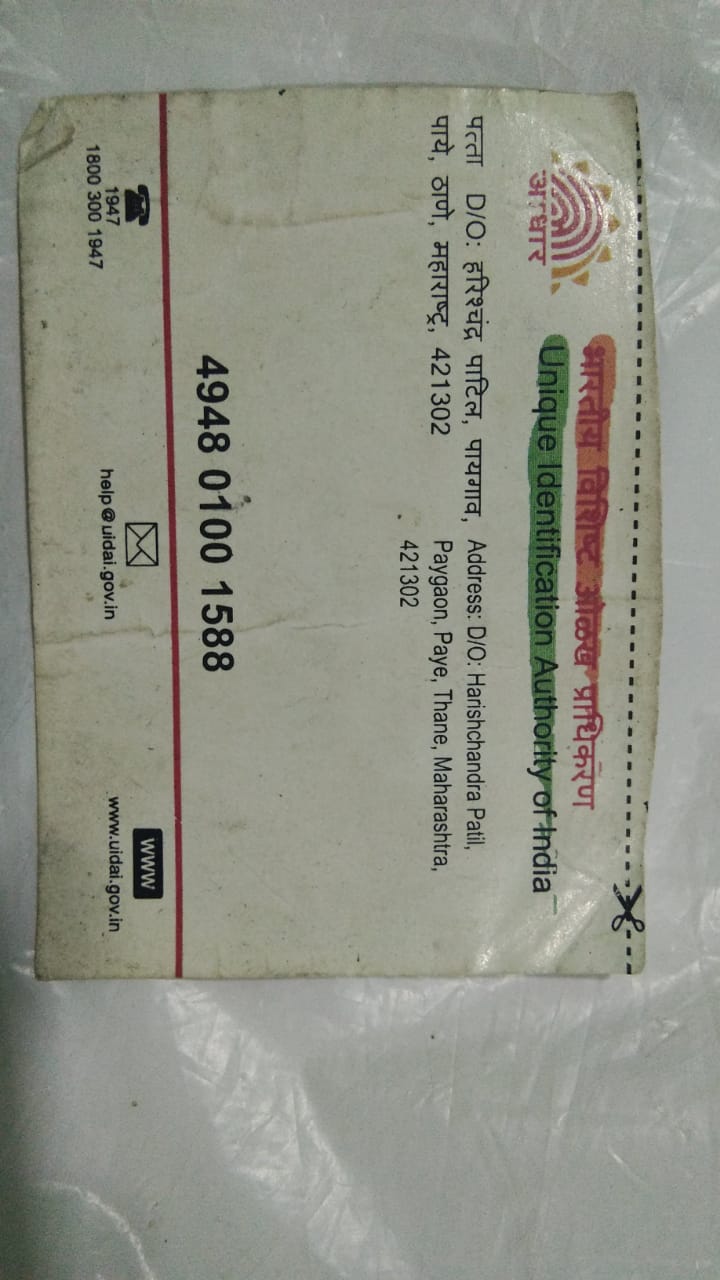 भारतीय विशिष्ट ओळख प्राधिकरण
Unique Identification Authority of India
आधार
पत्ता D/O: हरिश्चंद्र पाटिल, पायगाव,
पाये, ठाणे, महाराष्ट्र, 421302
Address: D/O: Harishchandra Patil,
Paygaon, Paye, Thane, Maharashtra,
421302
4948 0100 1588
1947
1800 300 1947
help@uidai.gov.in
www
www.uidai.gov.in